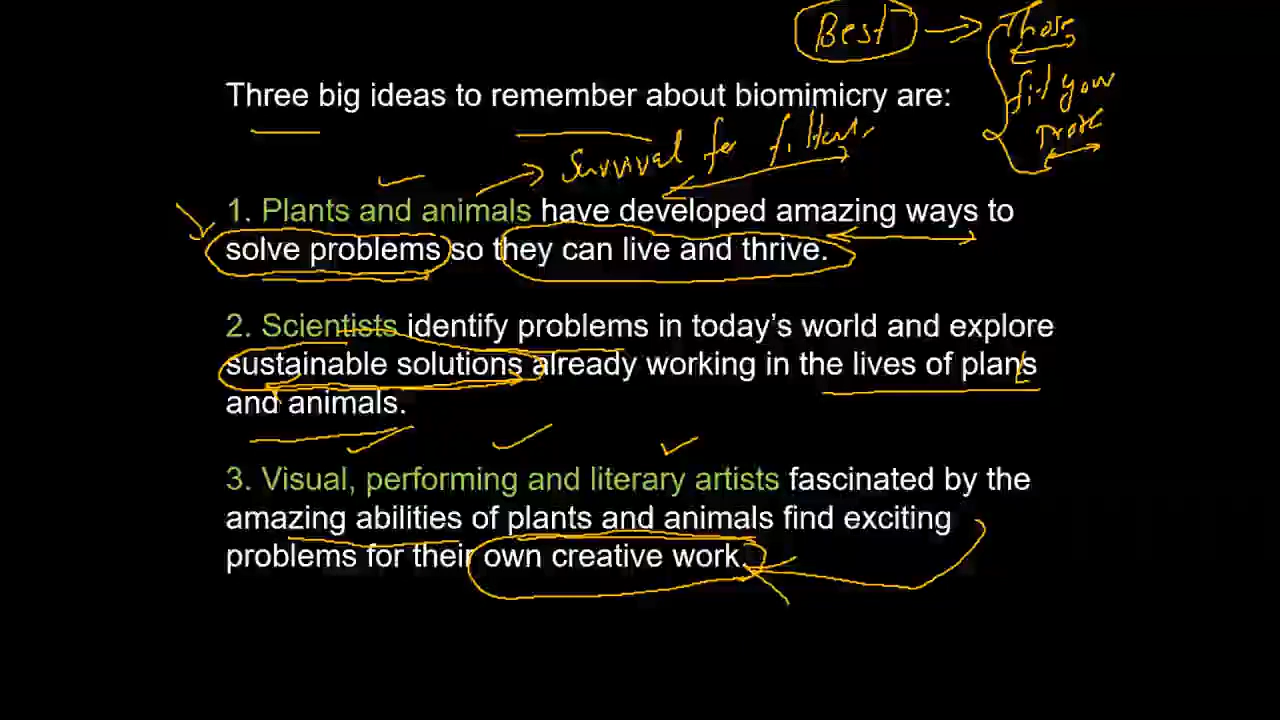 Best
Those
fit your
Three big ideas to remember about biomimicry are:
Survival for
1. Plants and animals have developed amazing ways to
solve problems so they can live and thrive.
2. Scientists identify problems in today's world and explore
sustainable solutions already working in the lives of plans
and animals.
3. Visual, performing and literary artists fascinated by the
amazing abilities of plants and animals find exciting
problems for their own creative work.